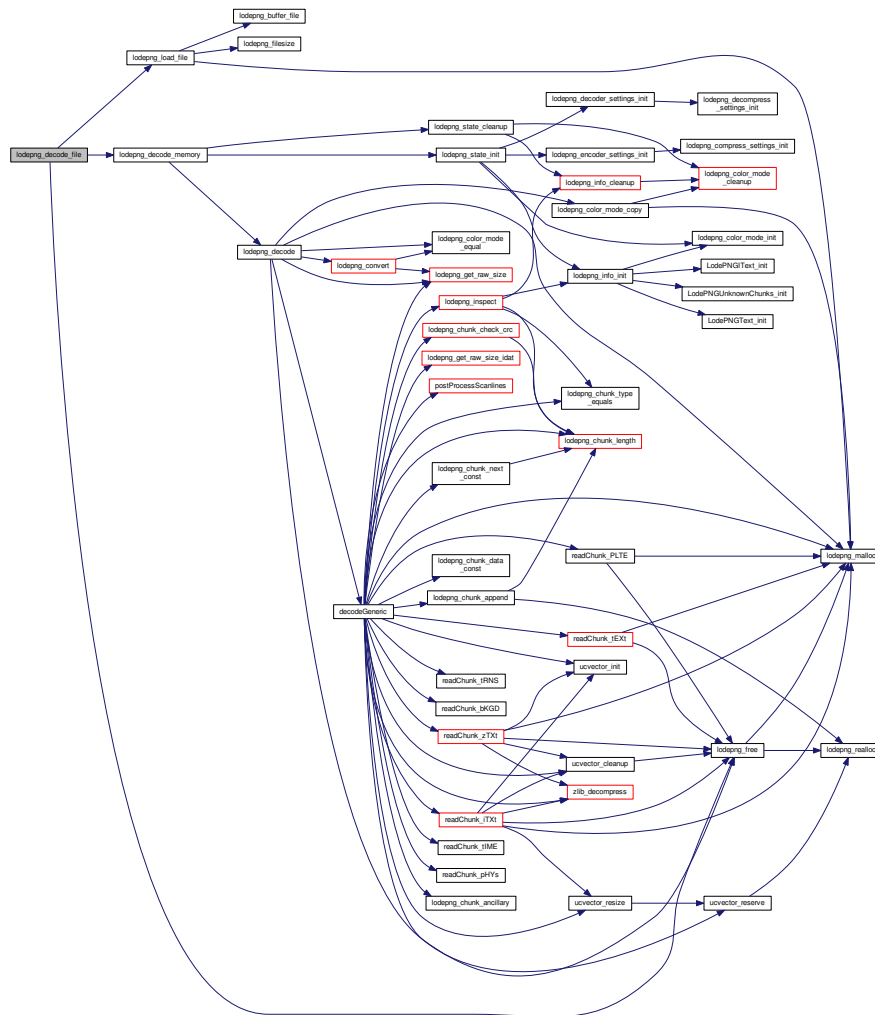 lodepng_buffer_file
lodepng_filesize
lodepng_load_file
lodepng_decoder_settings_init
lodepng_decompress
_settings_init
lodepng_state_cleanup
lodepng_decode_file
lodepng_decode_memory
lodepng_state_init
lodepng_encoder_settings_init
lodepng_compress_settings_init
lodepng_info_cleanup
lodepng_color_mode
_cleanup
lodepng_color_mode_copy
lodepng_decode
lodepng_color_mode
_equal
lodepng_color_mode_init
lodepng_convert
lodepng_get_raw_size
lodepng_info_init
LodePNGIText_init
LodePNGUnknownChunks_init
lodepng_inspect
LodePNGText_init
lodepng_chunk_check_crc
lodepng_get_raw_size_idat
postProcessScanlines
lodepng_chunk_type
_equals
lodepng_chunk_length
lodepng_chunk_next
_const
readChunk_PLTE
lodepng_malloc
lodepng_chunk_data
_const
lodepng_chunk_append
decodeGeneric
readChunk_tEXt
ucvector_init
readChunk_tRNS
readChunk_bKGD
readChunk_zTXt
lodepng_free
lodepng_realloc
ucvector_cleanup
zlib_decompress
readChunk_iTXt
readChunk_tIME
readChunk_pHYs
lodepng_chunk_ancillary
ucvector_resize
ucvector_reserve